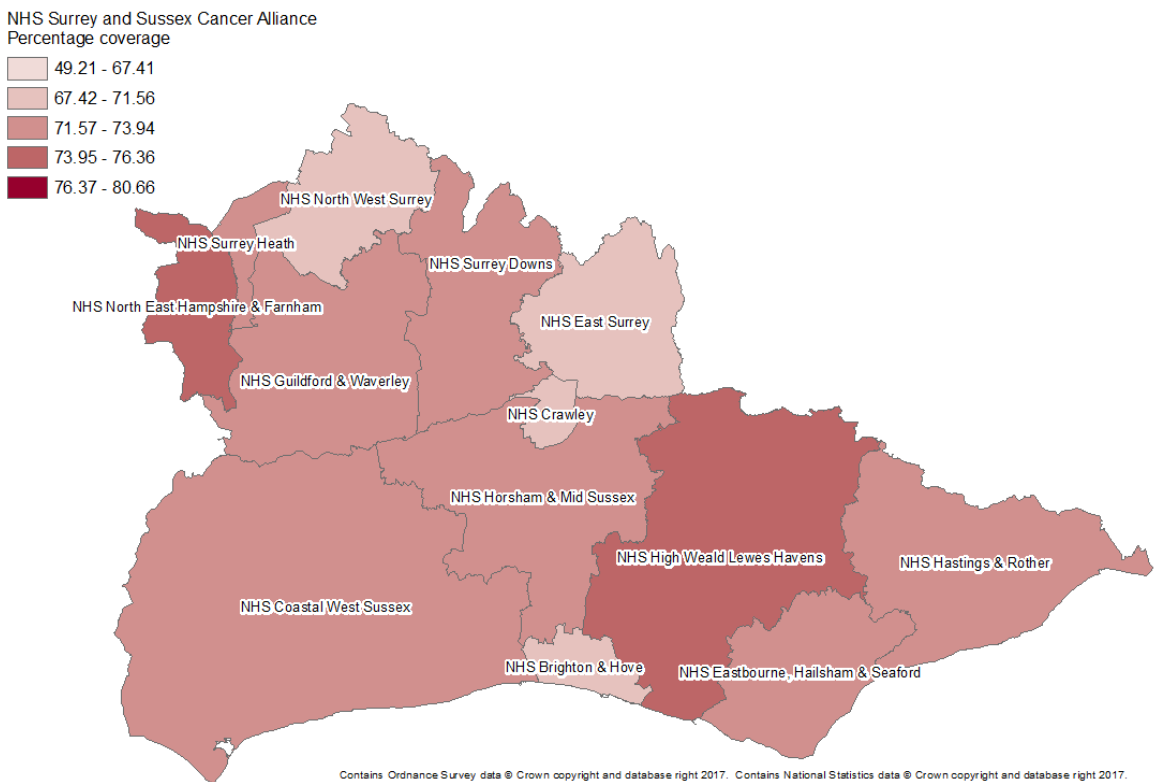 NHS Surrey and Sussex Cancer Alliance
Percentage coverage
49.21 - 67.41
67.42 - 71.56
71.57 - 73.94
73.95 - 76.36
76.37 - 80.66
NHS North West Surrey
NHS Surrey Heath
NHS Surrey Downs
NHS North East Hampshire & Farnham
NHS East Surrey
NHS Guildford & Waverley
NHS Crawley
NHS Horsham & Mid Sussex
NHS High Weald Lewes Havens
NHS Hastings & Rother
NHS Coastal West Sussex
NHS Brighton & Hove
NHS Eastbourne, Hailsham & Seaford
Contains Ordnance Survey data © Crown copyright and database right 2017. Contains National Statistics data © Crown copyright and database right 2017.